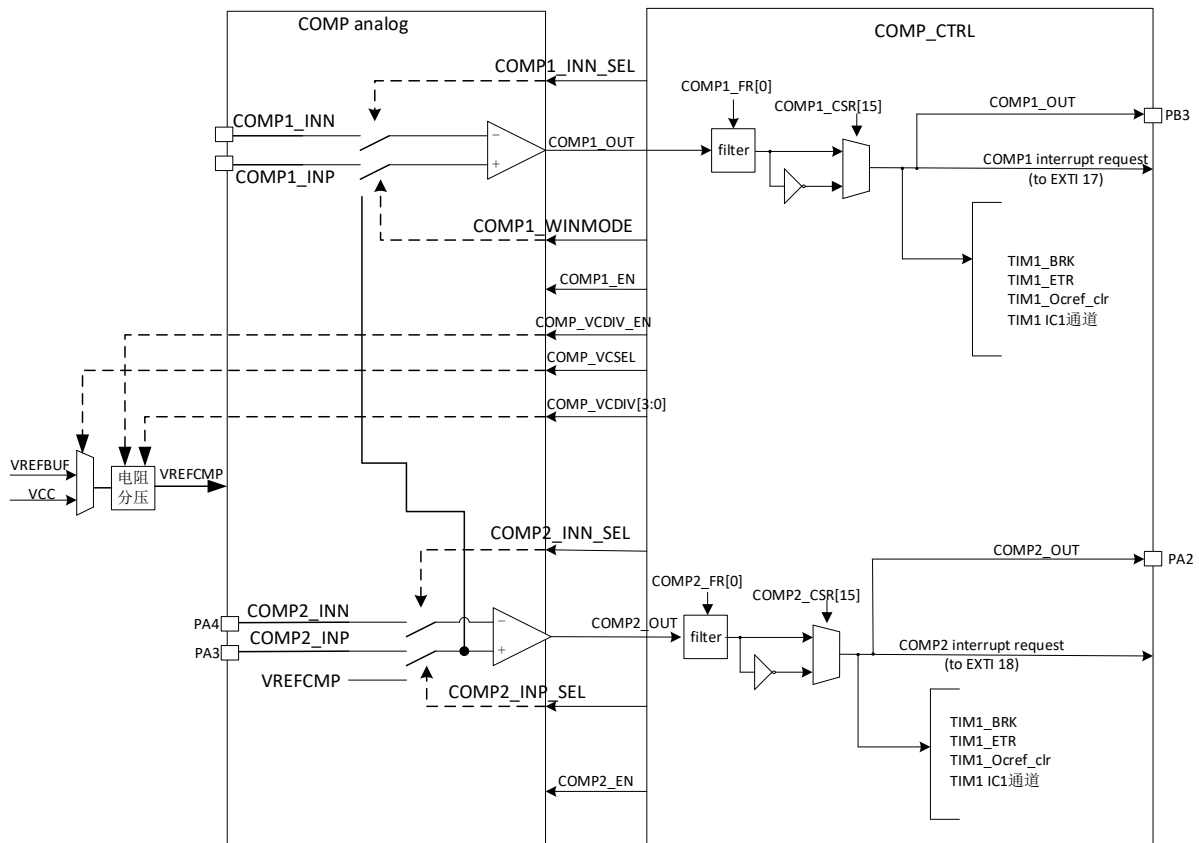 COMP analog
COMP_CTRL
COMP1_INN_SEL
COMP1_FR[0]
COMP1_CSR[15]
COMP1_OUT
PB3
COMP1_INN
−
COMP1_OUT
filter
COMP1_INP
+
COMP1 interrupt request
(to EXTI 17)
COMP1_WINMODE
TIM1_BRK
TIM1_ETR
TIM1_Ocref_clr
TIM1 IC1通道
COMP1_EN
COMP_VCDIV_EN
COMP_VCSEL
COMP_VCDIV[3:0]
VREFBUF
VCC
电阻
分压
VREFCMP
COMP2_INN_SEL
COMP2_OUT
PA2
COMP2_FR[0]
COMP2_CSR[15]
PA4
COMP2_INN
−
COMP2_OUT
filter
PA3
COMP2_INP
+
COMP2 interrupt request
(to EXTI 18)
VREFCMP
COMP2_INP_SEL
TIM1_BRK
TIM1_ETR
TIM1_Ocref_clr
TIM1 IC1通道
COMP2_EN